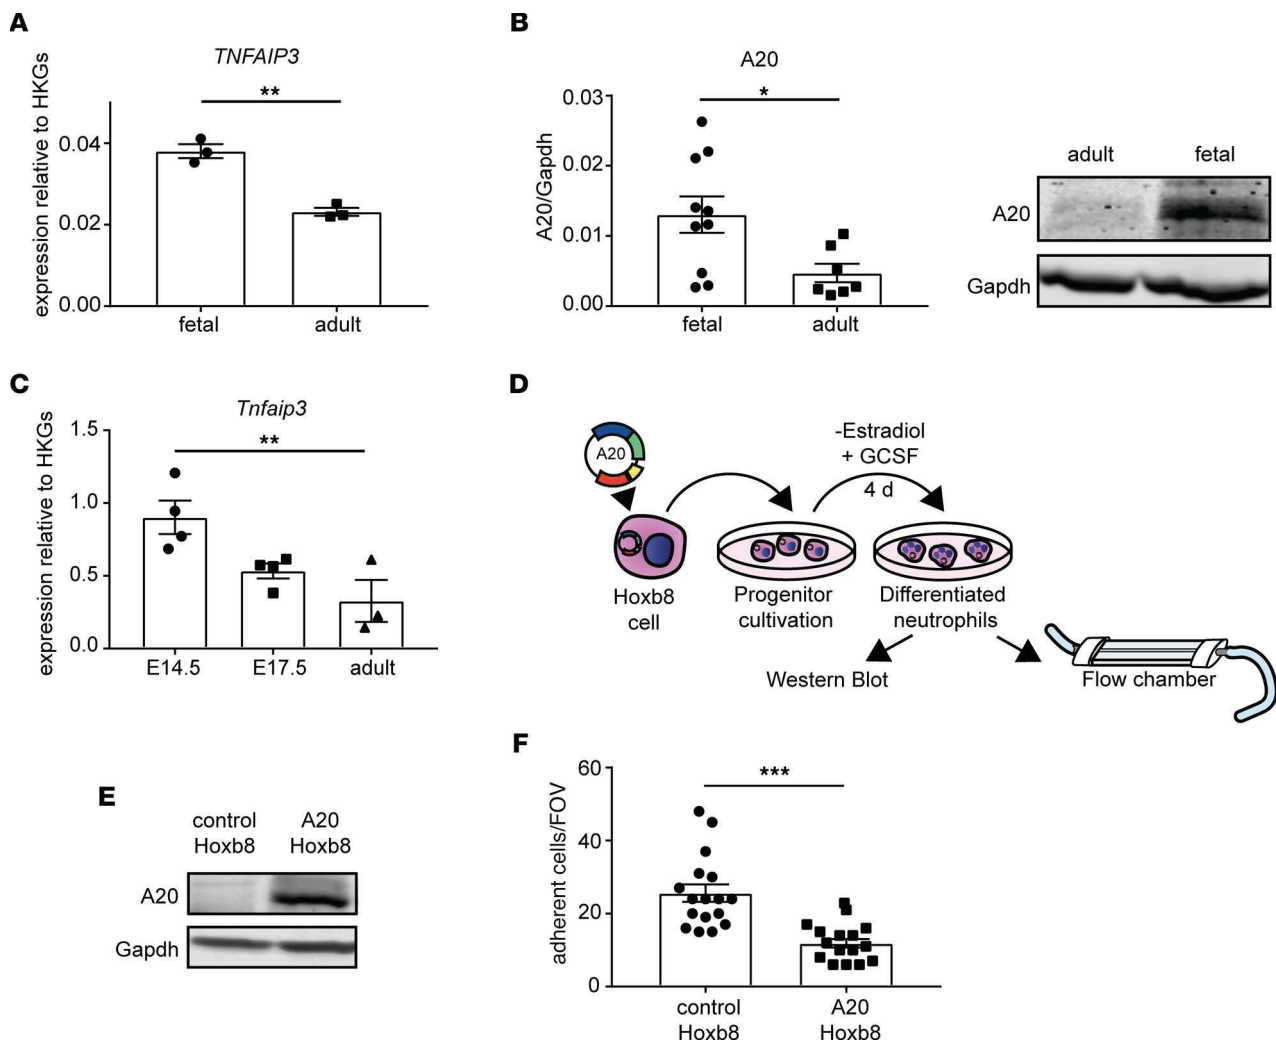 A
TNFAIP3
**
expression relative to HKGs
0.04
0.02
0.00
fetal
adult
B
A20
*
A20/Gapdh
0.03
0.02
0.01
0.00
fetal
adult
adult
fetal
A20
Gapdh
C
Tnfaip3
**
expression relative to HKGs
1.5
1.0
0.5
0.0
E14.5
E17.5
adult
D
A20
-Estradiol
+ GCSF
4 d
Hoxb8
cell
Progenitor
cultivation
Differentiated
neutrophils
Western Blot
Flow chamber
E
control
Hoxb8
A20
Hoxb8
A20
Gapdh
F
***
adherent cells/FOV
60
40
20
0
control
Hoxb8
A20
Hoxb8